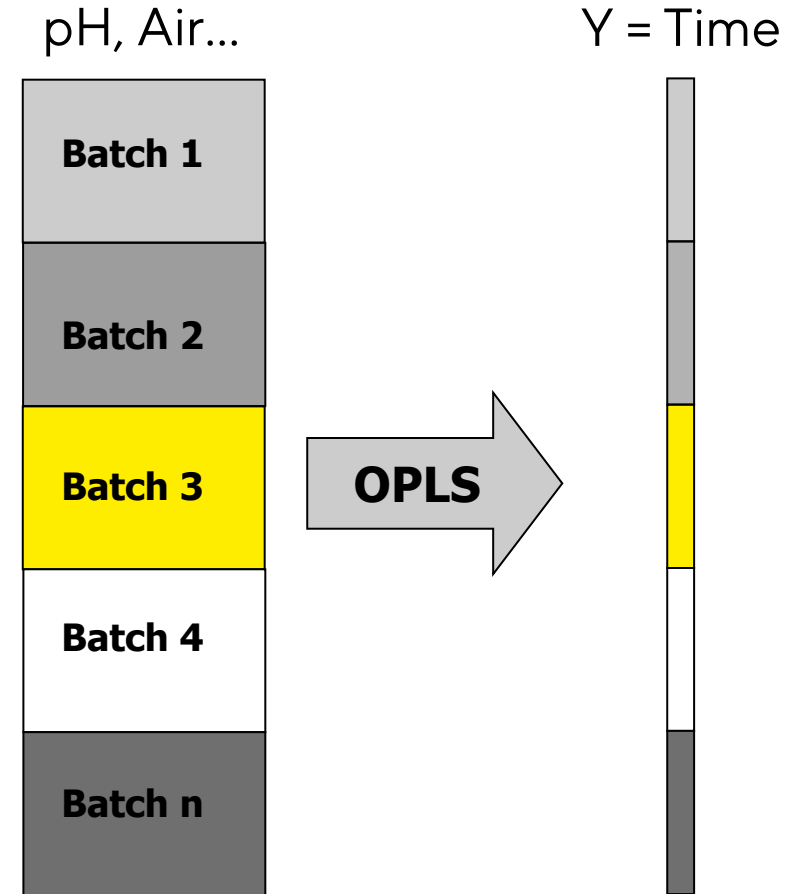 pH, Air...
Y = Time
Batch 1
Batch 2
Batch 3
OPLS
Batch 4
Batch n